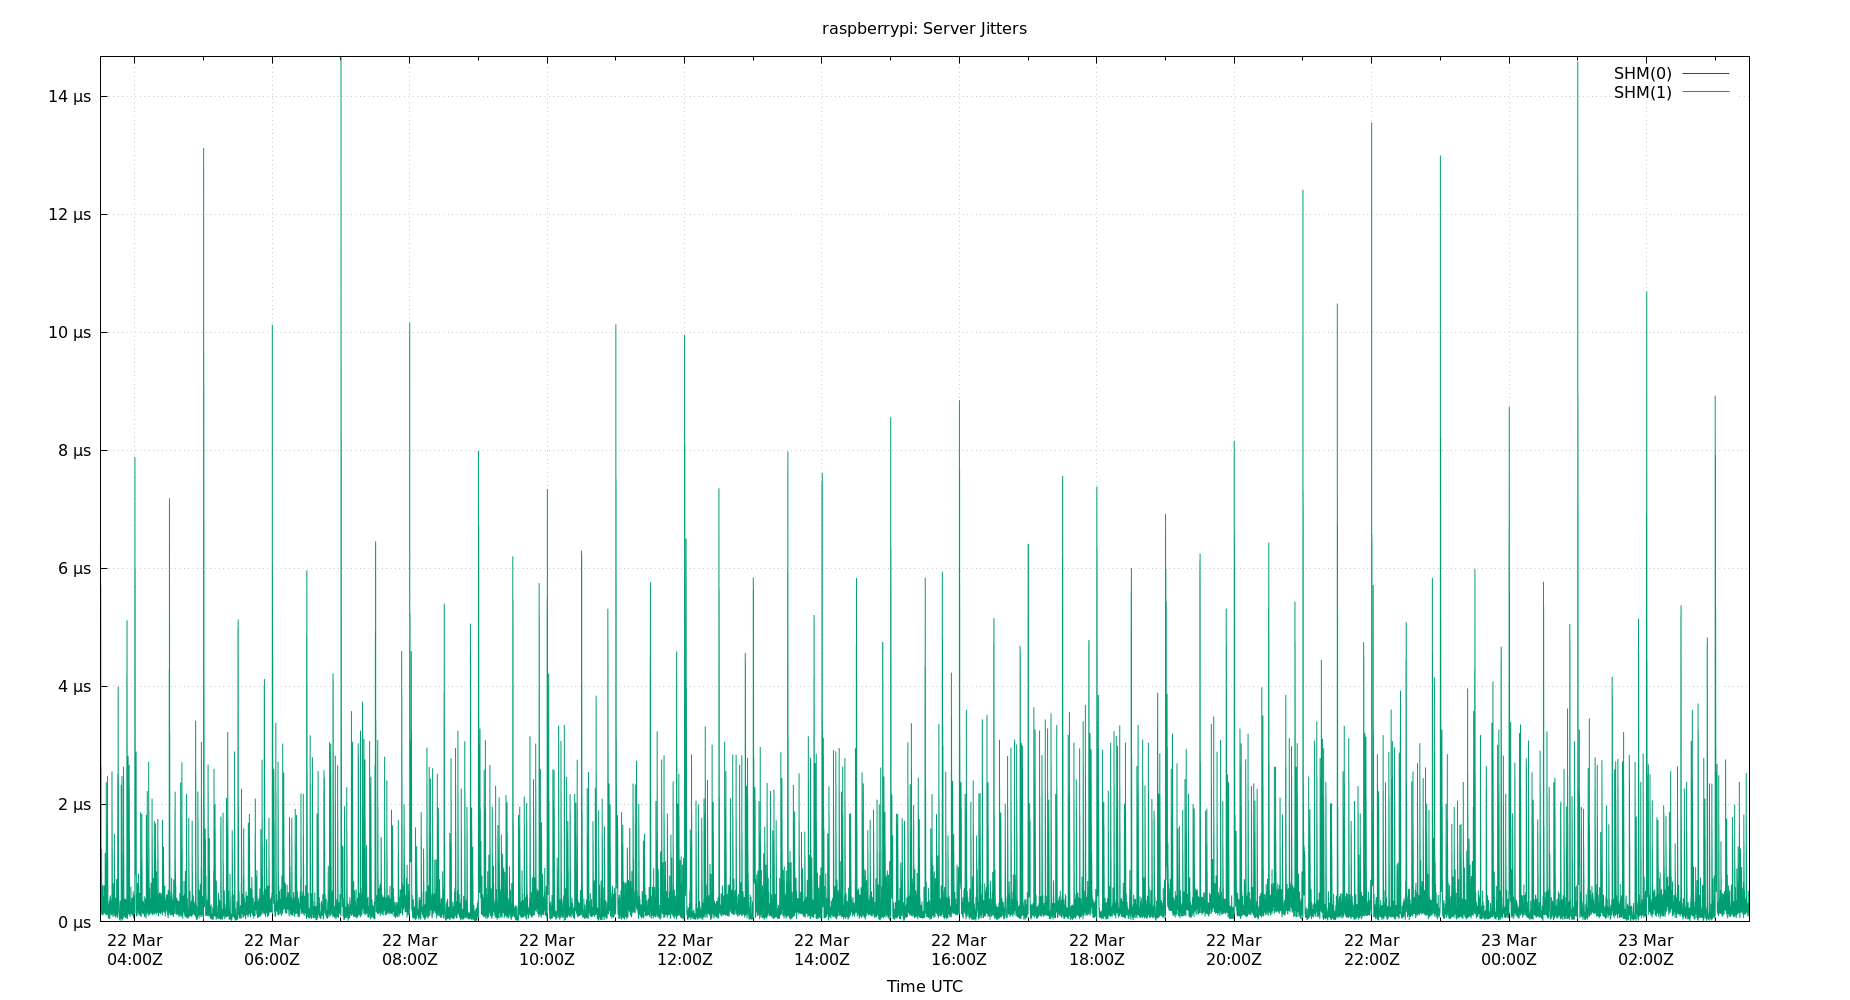 raspberrypi: Server Jitters
SHM(0)
SHM(1)
14 µs
12 µs
10 µs
8 µs
6 µs
4 µs
2 µs
0 µs
22 Mar 22 Mar 22 Mar 22 Mar 22 Mar 22 Mar 22 Mar 22 Mar 22 Mar 22 Mar 23 Mar 23 Mar
04:00Z 06:00Z 08:00Z 10:00Z 12:00Z 14:00Z 16:00Z 18:00Z 20:00Z 22:00Z 00:00Z 02:00Z
Time UTC